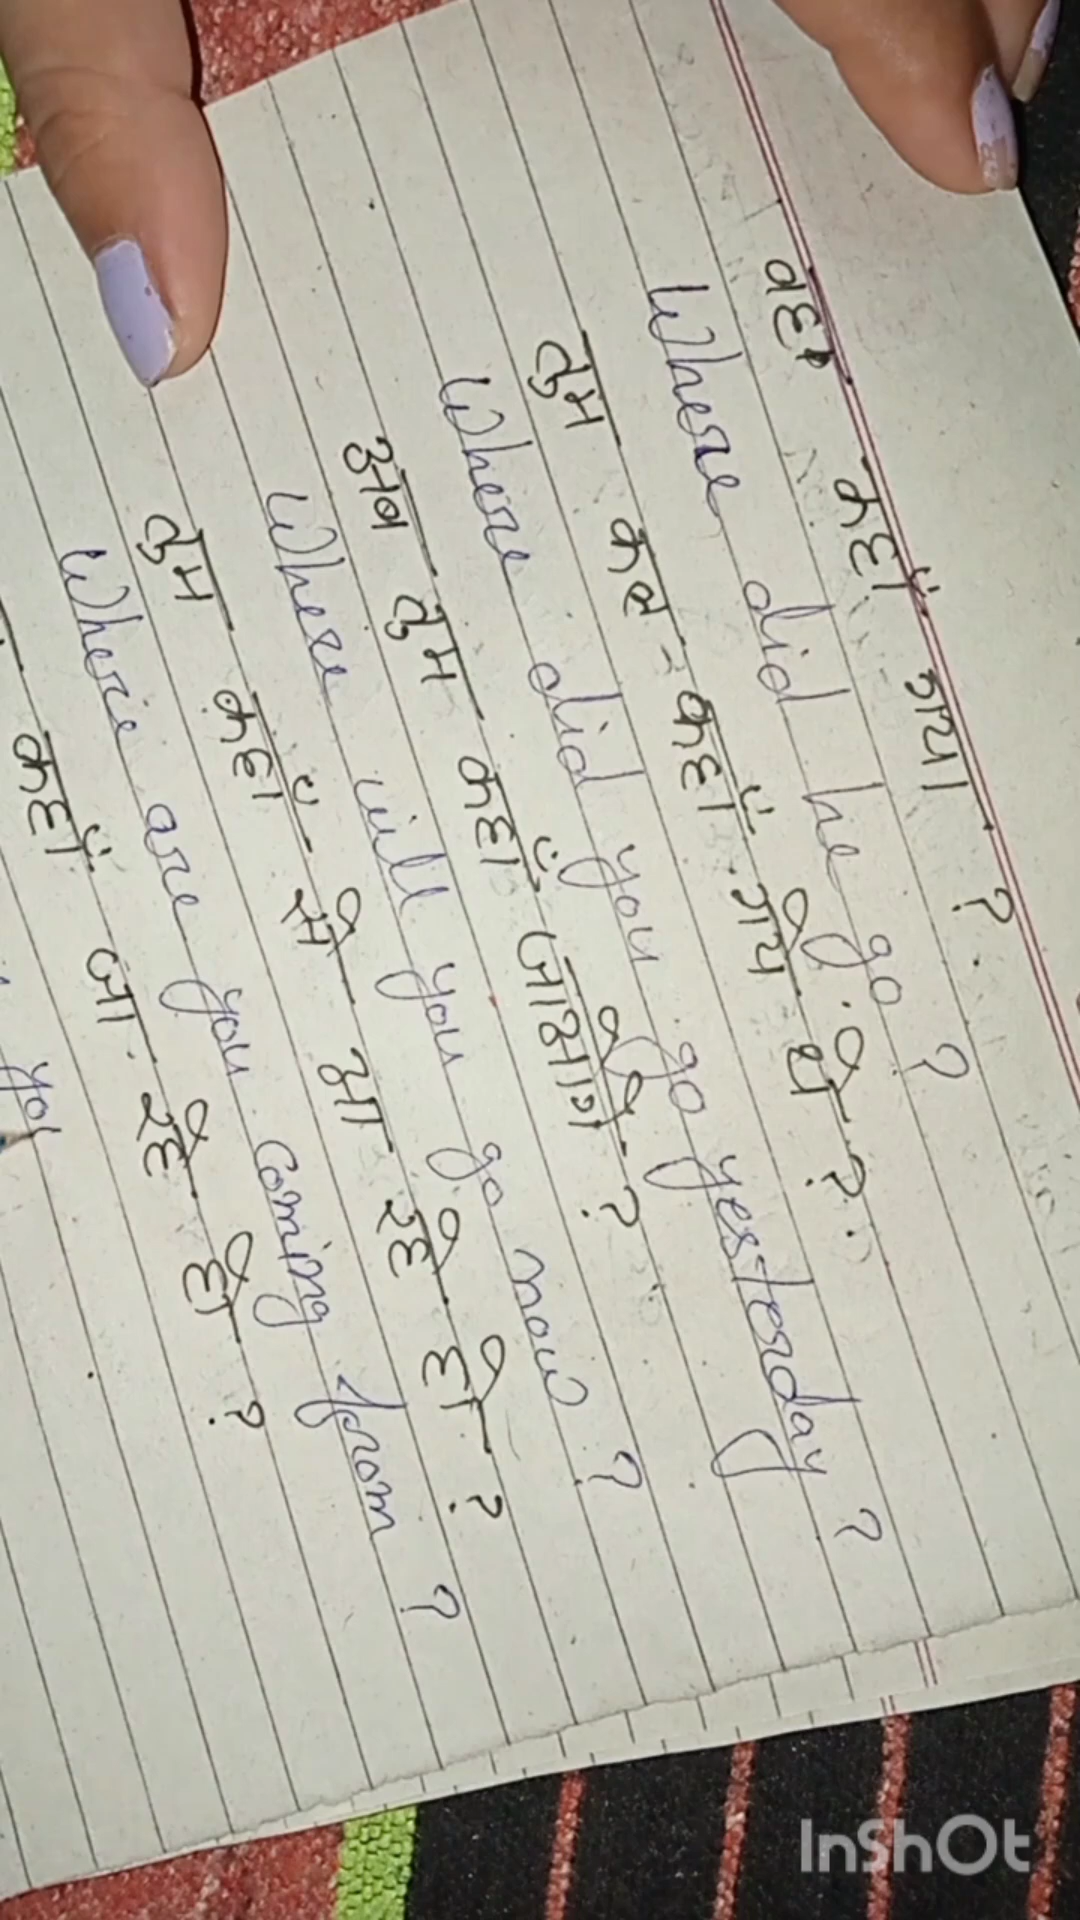 वह कहाँ गया ?
Where did he go ?
तुम कल कहाँ गये थे ?
Where did you go yesterday ?
अब तुम कहाँ जाओगे ?
Where will you go now ?
तुम कहाँ से आ रहे हो ?
Where are you coming from ?
कहाँ जा रहे हो ?
you
InShOt